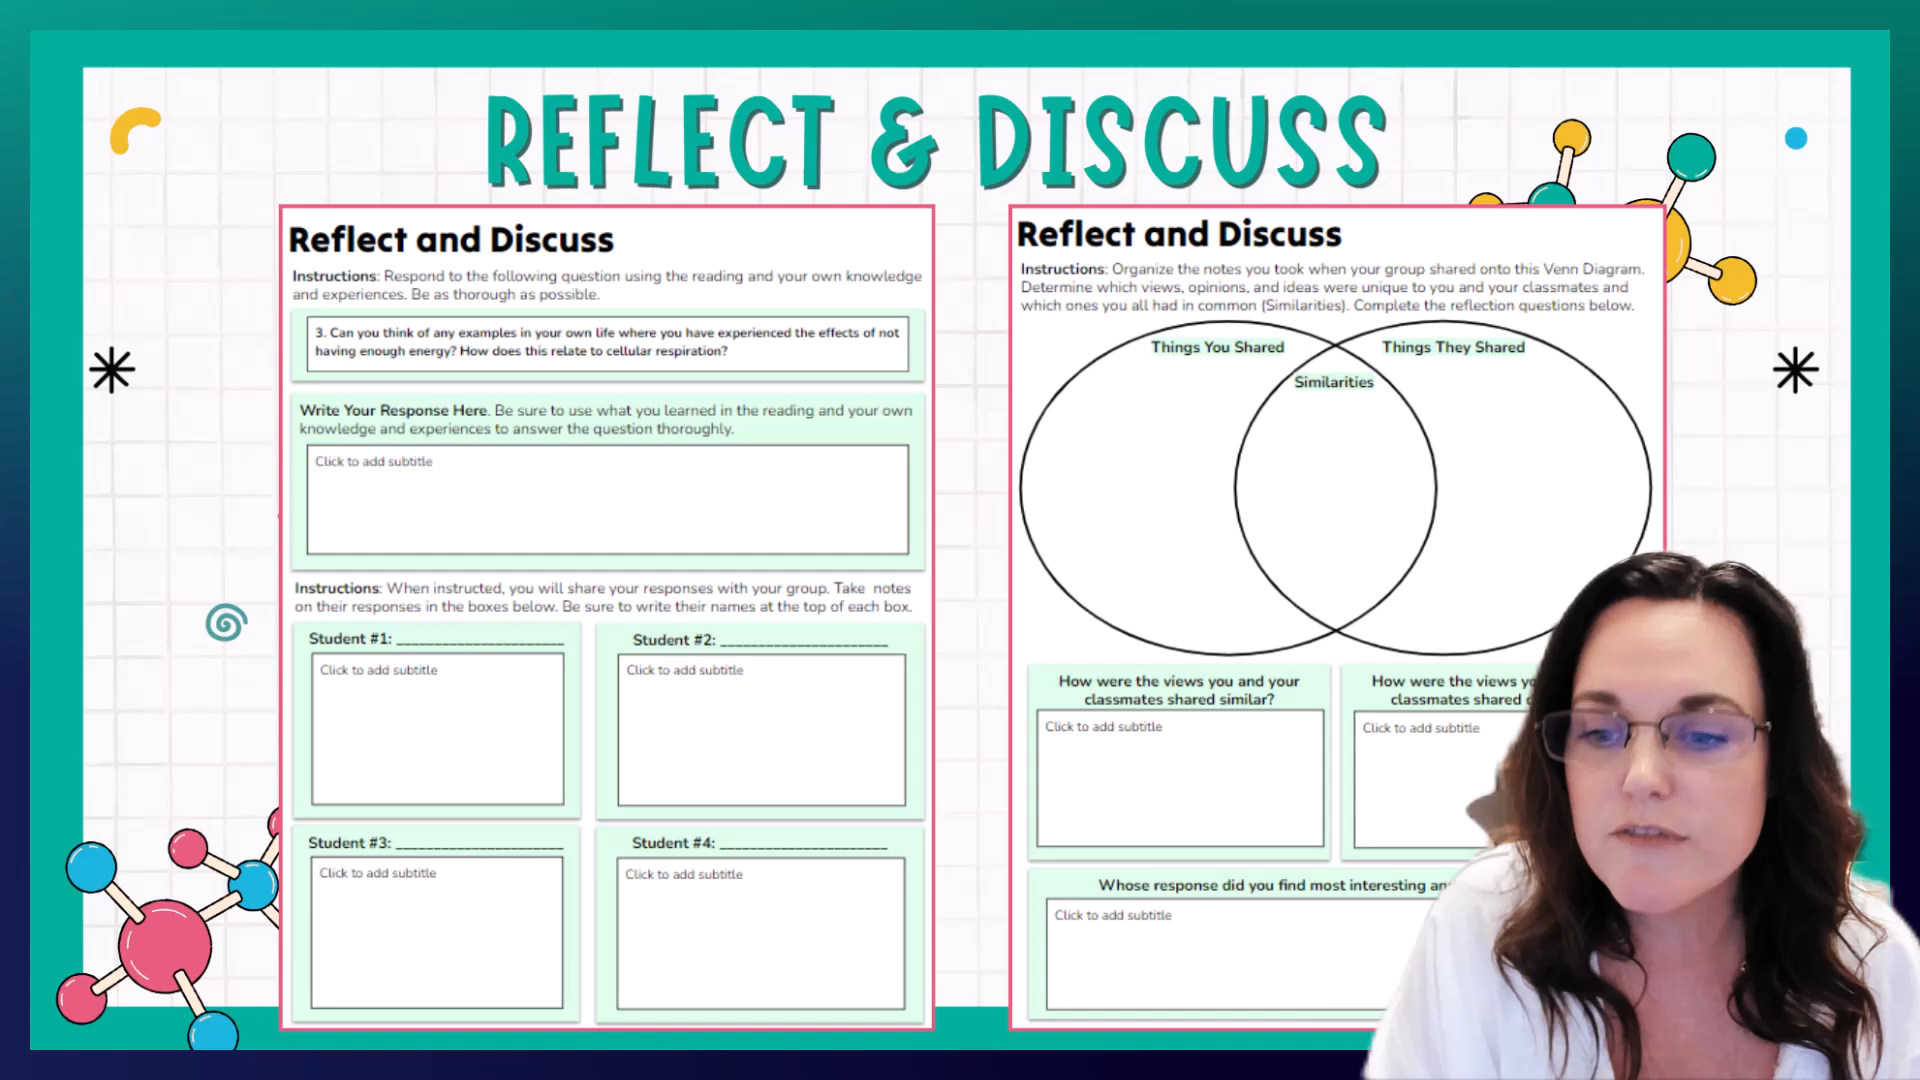 REFLECT & DISCUSS
Reflect and Discuss
Instructions: Respond to the following question using the reading and your own knowledge
and experiences. Be as thorough as possible.
3. Can you think of any examples in your own life where you have experienced the effects of not
having enough energy? How does this relate to cellular respiration?
Write Your Response Here. Be sure to use what you learned in the reading and your own
knowledge and experiences to answer the question thoroughly.
Click to add subtitle
Instructions: When instructed, you will share your responses with your group. Take notes
on their responses in the boxes below. Be sure to write their names at the top of each box.
Student #1: ____________________
Click to add subtitle
Student #2: ____________________
Click to add subtitle
Student #3: ____________________
Click to add subtitle
Student #4: ____________________
Click to add subtitle
Reflect and Discuss
Instructions: Organize the notes you took when your group shared onto this Venn Diagram.
Determine which views, opinions, and ideas were unique to you and your classmates and
which ones you all had in common (Similarities). Complete the reflection questions below.
Things You Shared
Things They Shared
Similarities
How were the views you and your
classmates shared similar?
Click to add subtitle
How were the views
classmates shared
Click to add subtitle
Whose response did you find most interesting
Click to add subtitle